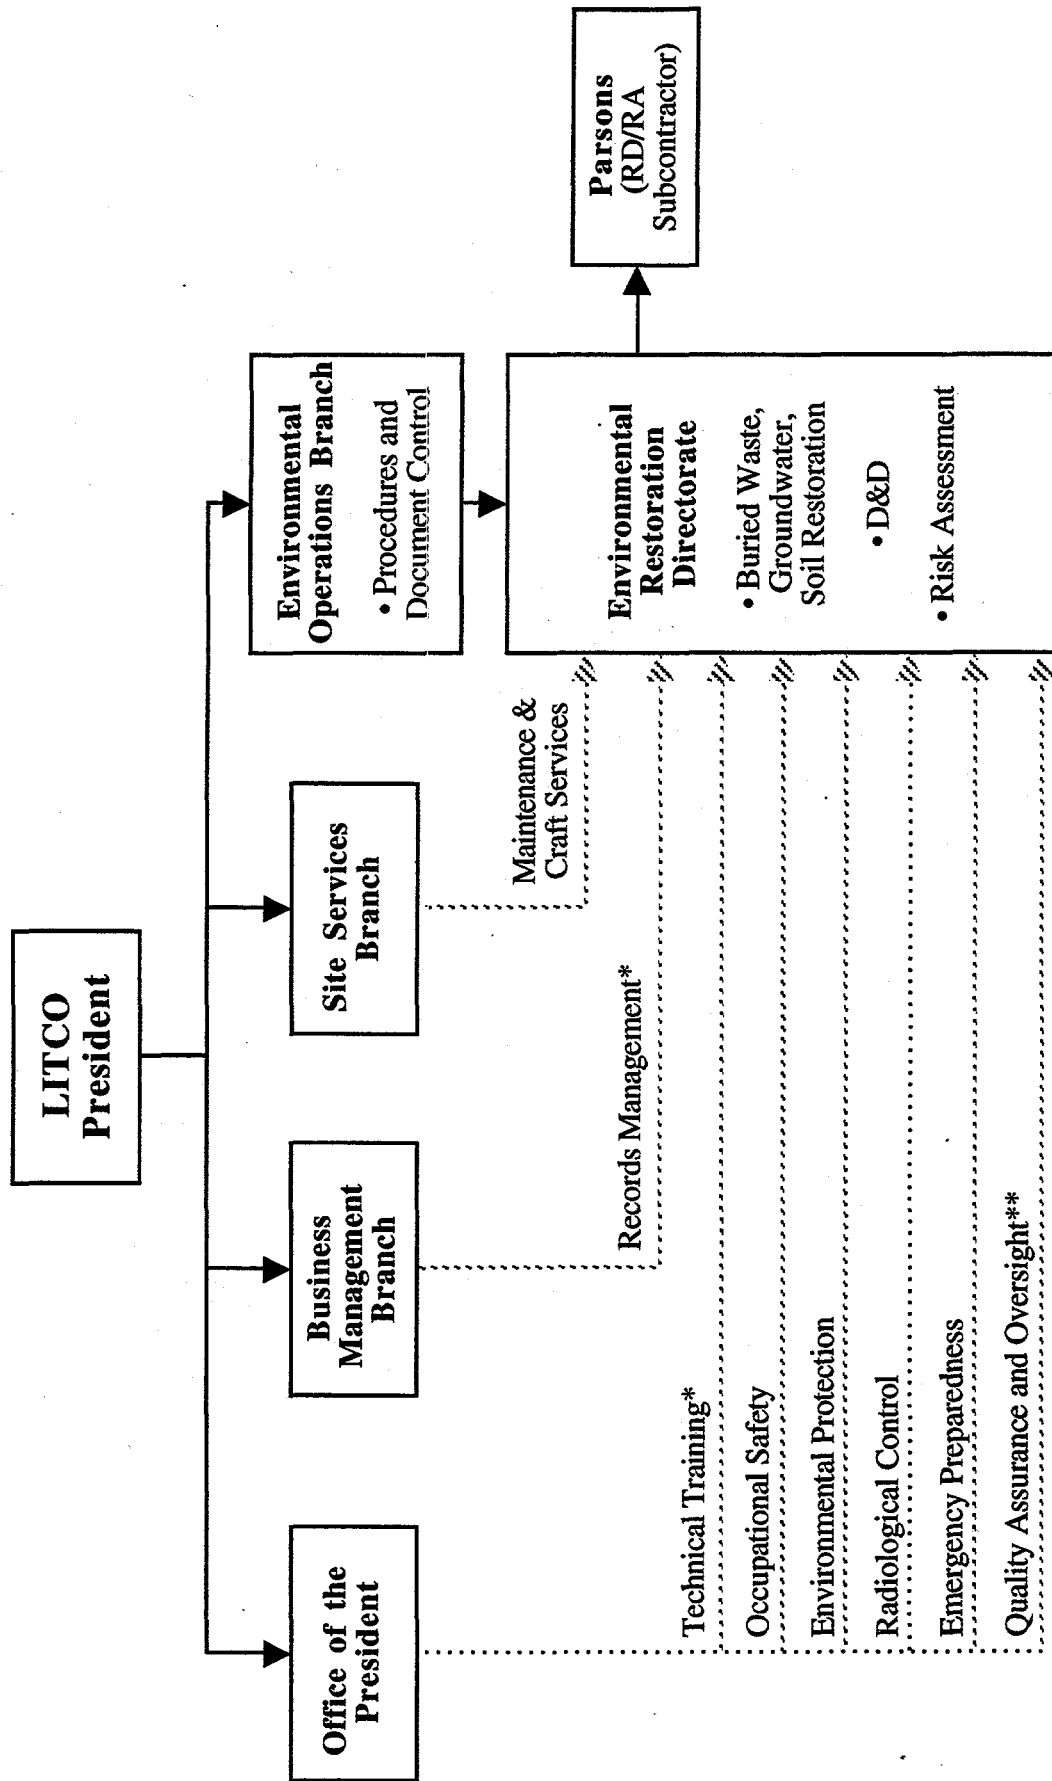 LITCO
President
Office of the
President
Business
Management
Branch
Site Services
Branch
Environmental
Operations Branch
• Procedures and
Document Control
Maintenance &
Craft Services
Records Management*
Technical Training*
Occupational Safety
Environmental Protection
Radiological Control
Emergency Preparedness
Quality Assurance and Oversight**
Environmental
Restoration
Directorate
• Buried Waste,
Groundwater,
Soil Restoration
• D&D
• Risk Assessment
Parsons
(RD/RA
Subcontractor)